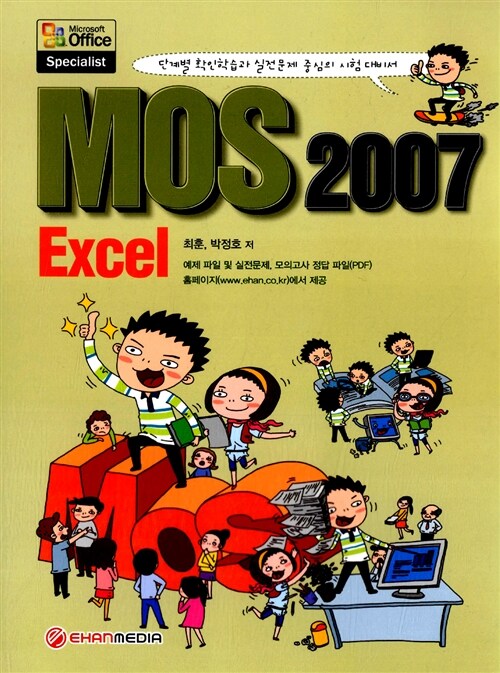 Microsoft
Office
Specialist
단계별 확인학습과 실전문제 중심의 시험 대비서
MOS 2007
Excel
최훈, 박정호 저
예제 파일 및 실전문제, 모의고사 정답 파일(PDF)
홈페이지(www.ehan.co.kr)에서 제공
MOS
EHANMEDIA